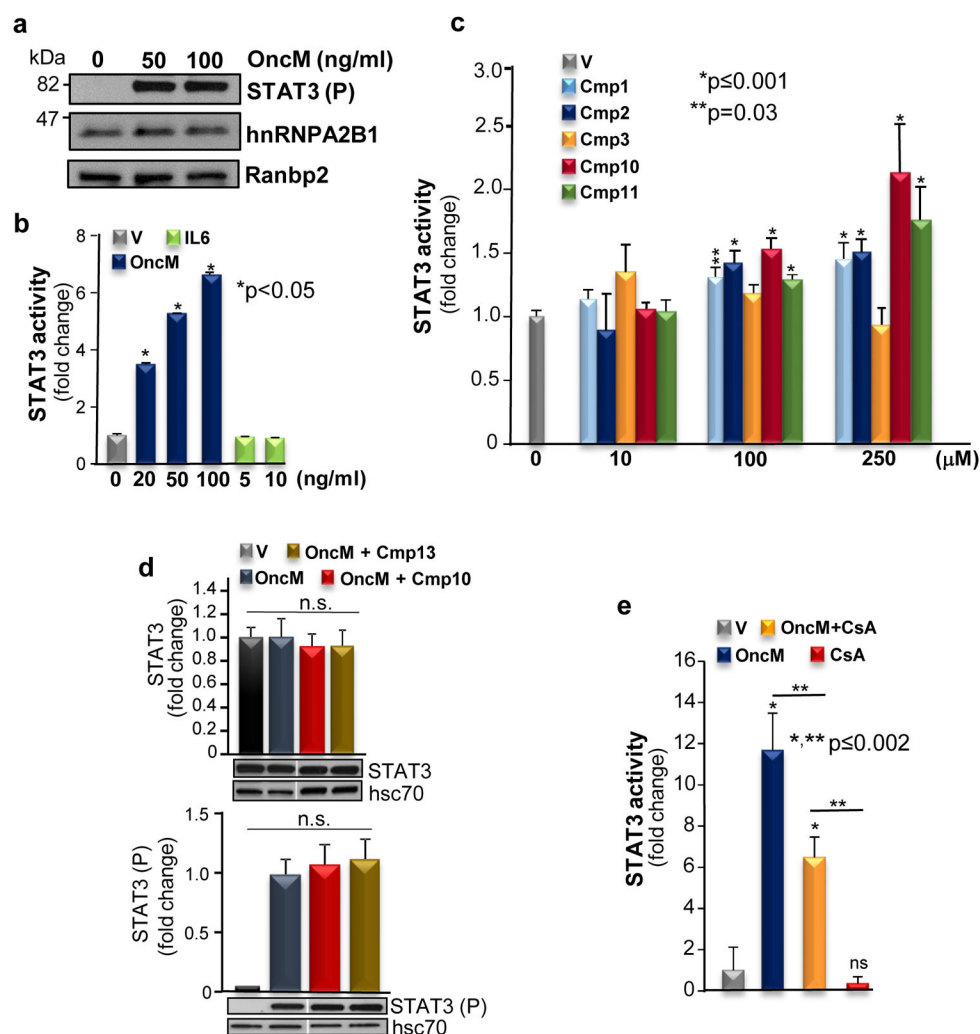 a
kDa 0 50 100 OncM (ng/ml)
82 STAT3 (P)
47 hnRNPA2B1
Ranbp2
b
V IL6
OncM
*p<0.05
STAT3 activity
(fold change)
8
6
4
2
0
* * *
0 20 50 100 5 10 (ng/ml)
c
V
Cmp1
Cmp2
Cmp3
Cmp10
Cmp11
*p≤0.001
**p=0.03
STAT3 activity
(fold change)
3.0
2.5
2.0
1.5
1.0
0.5
0
** * * * * * * *
0 10 100 250 (µM)
d
V OncM + Cmp13
OncM OncM + Cmp10
n.s.
STAT3
(fold change)
1.4
1.2
1.0
0.8
0.6
0.4
0.2
0
STAT3
hsc70
n.s.
STAT3 (P)
(fold change)
1.5
1.0
0.5
0
STAT3 (P)
hsc70
e
V OncM+CsA
OncM CsA
**
*
*,** p≤0.002
**
*
ns
STAT3 activity
(fold change)
16
14
12
10
8
6
4
2
0